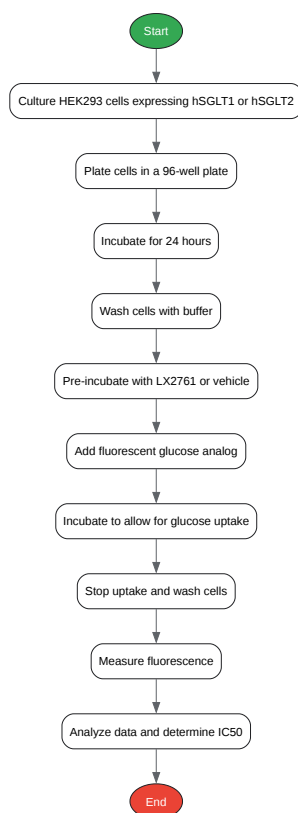 Start
Culture HEK293 cells expressing hSGLT1 or hSGLT2
Plate cells in a 96-well plate
Incubate for 24 hours
Wash cells with buffer
Pre-incubate with LX2761 or vehicle
Add fluorescent glucose analog
Incubate to allow for glucose uptake
Stop uptake and wash cells
Measure fluorescence
Analyze data and determine IC50
End